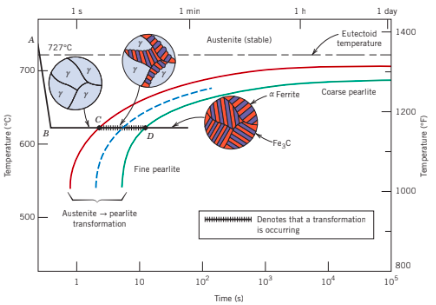 1 s 1 min 1 h 1 day
Austenite (stable)
Eutectoid
temperature
A
727°C
1400
γ
γ
γ
γ
γ
γ
γ
γ
700
α Ferrite
Coarse pearlite
1200
B
C
D
600
Fe₃C
Fine pearlite
1000
Austenite → pearlite
transformation
500
Denotes that a transformation
is occurring
800
1 10 10² 10³ 10⁴ 10⁵
Time (s)
Temperature (°C)
Temperature (°F)